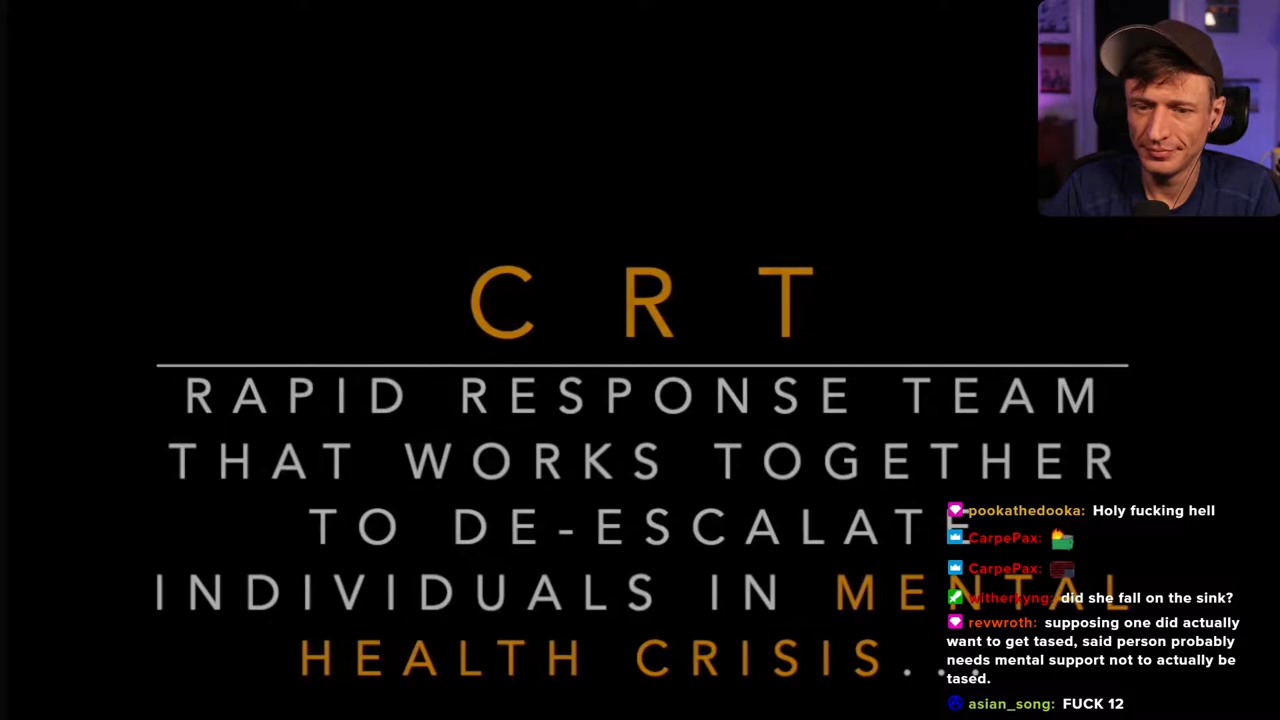 C R T
RAPID RESPONSE TEAM
THAT WORKS TOGETHER
TO DE-ESCALATE
INDIVIDUALS IN MENTAL
HEALTH CRISIS...
pookathedooka: Holy fucking hell
CarpePax:
CarpePax:
witherkyng: did she fall on the sink?
revwroth: supposing one did actually
want to get tased, said person probably
needs mental support not to actually be
tased.
asian_song: FUCK 12